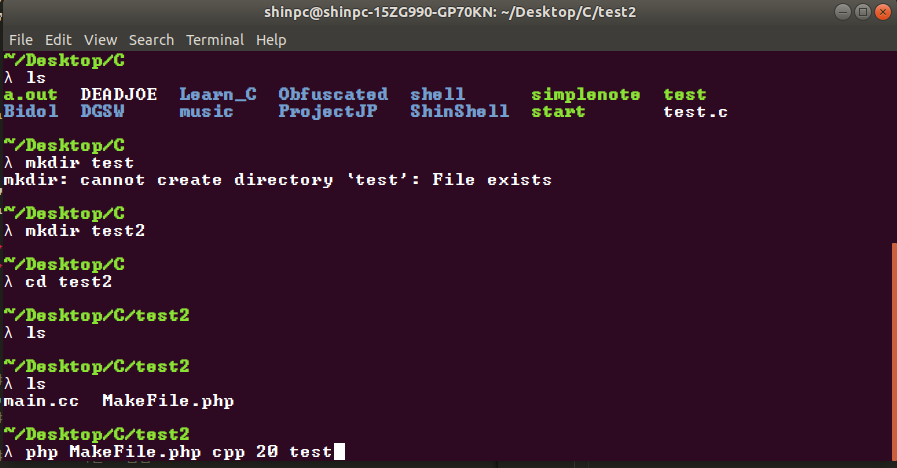 shinpc@shinpc-15ZG990-GP70KN: ~/Desktop/C/test2
File Edit View Search Terminal Help
~/Desktop/C
λ ls
a.out DEADJOE Learn_C Obfuscated shell simplenote test
Bidol DGSW music ProjectJP ShinShell start test.c
~/Desktop/C
λ mkdir test
mkdir: cannot create directory ‘test’: File exists
~/Desktop/C
λ mkdir test2
~/Desktop/C
λ cd test2
~/Desktop/C/test2
λ ls
~/Desktop/C/test2
λ ls
main.cc MakeFile.php
~/Desktop/C/test2
λ php MakeFile.php cpp 20 test